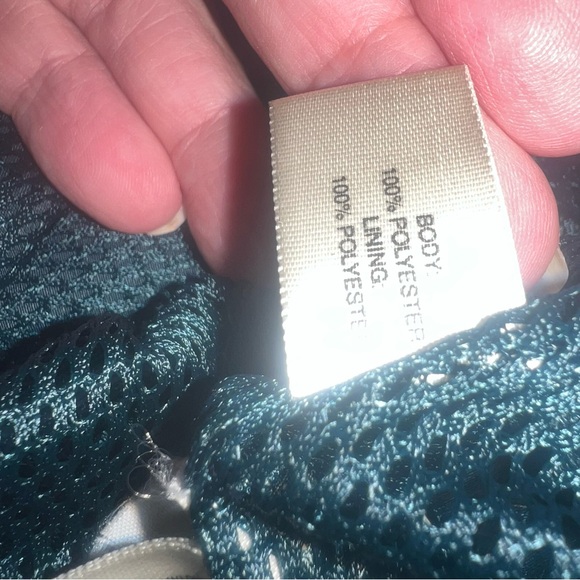 BODY:
100% POLYESTER
LINING:
100% POLYESTE